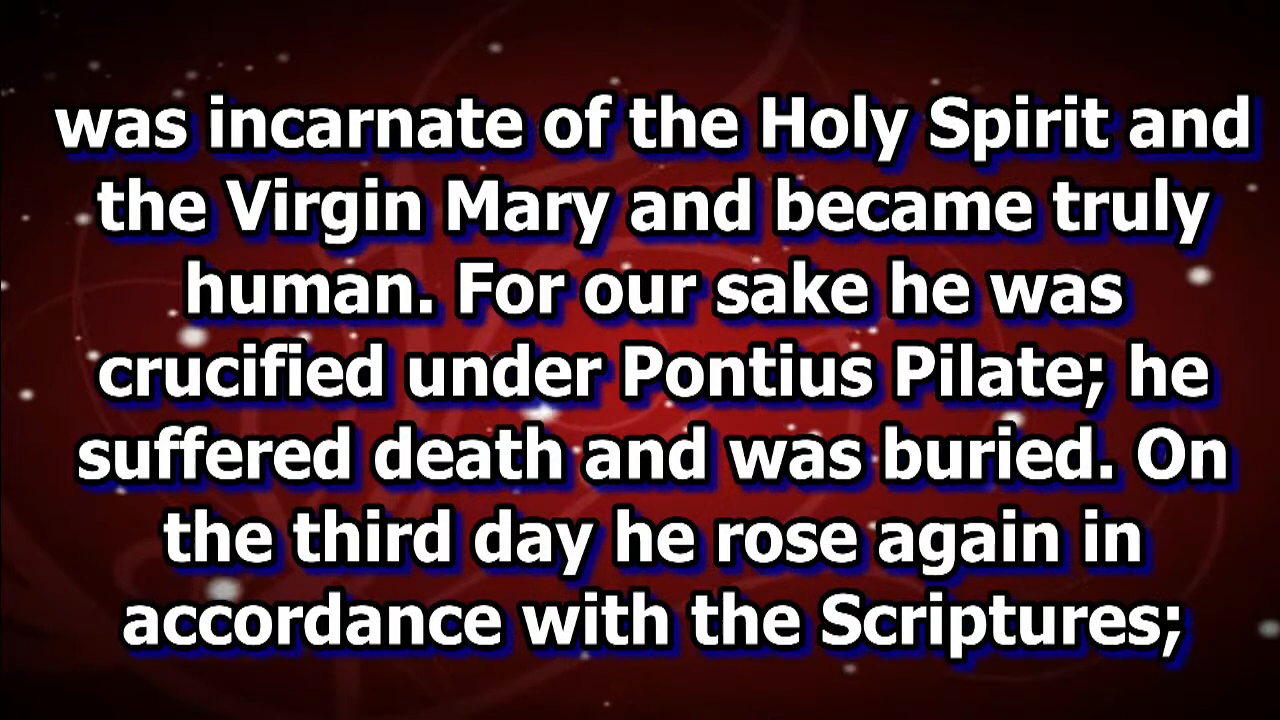 was incarnate of the Holy Spirit and
the Virgin Mary and became truly
human. For our sake he was
crucified under Pontius Pilate; he
suffered death and was buried. On
the third day he rose again in
accordance with the Scriptures;